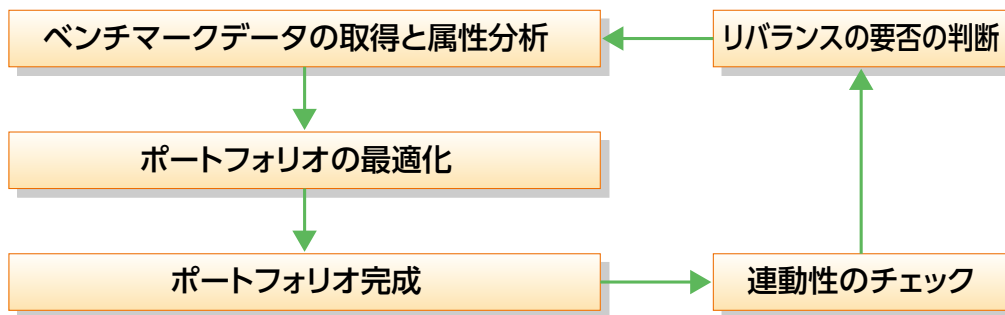 ベンチマークデータの取得と属性分析
リバランスの要否の判断
ポートフォリオの最適化
ポートフォリオ完成
連動性のチェック